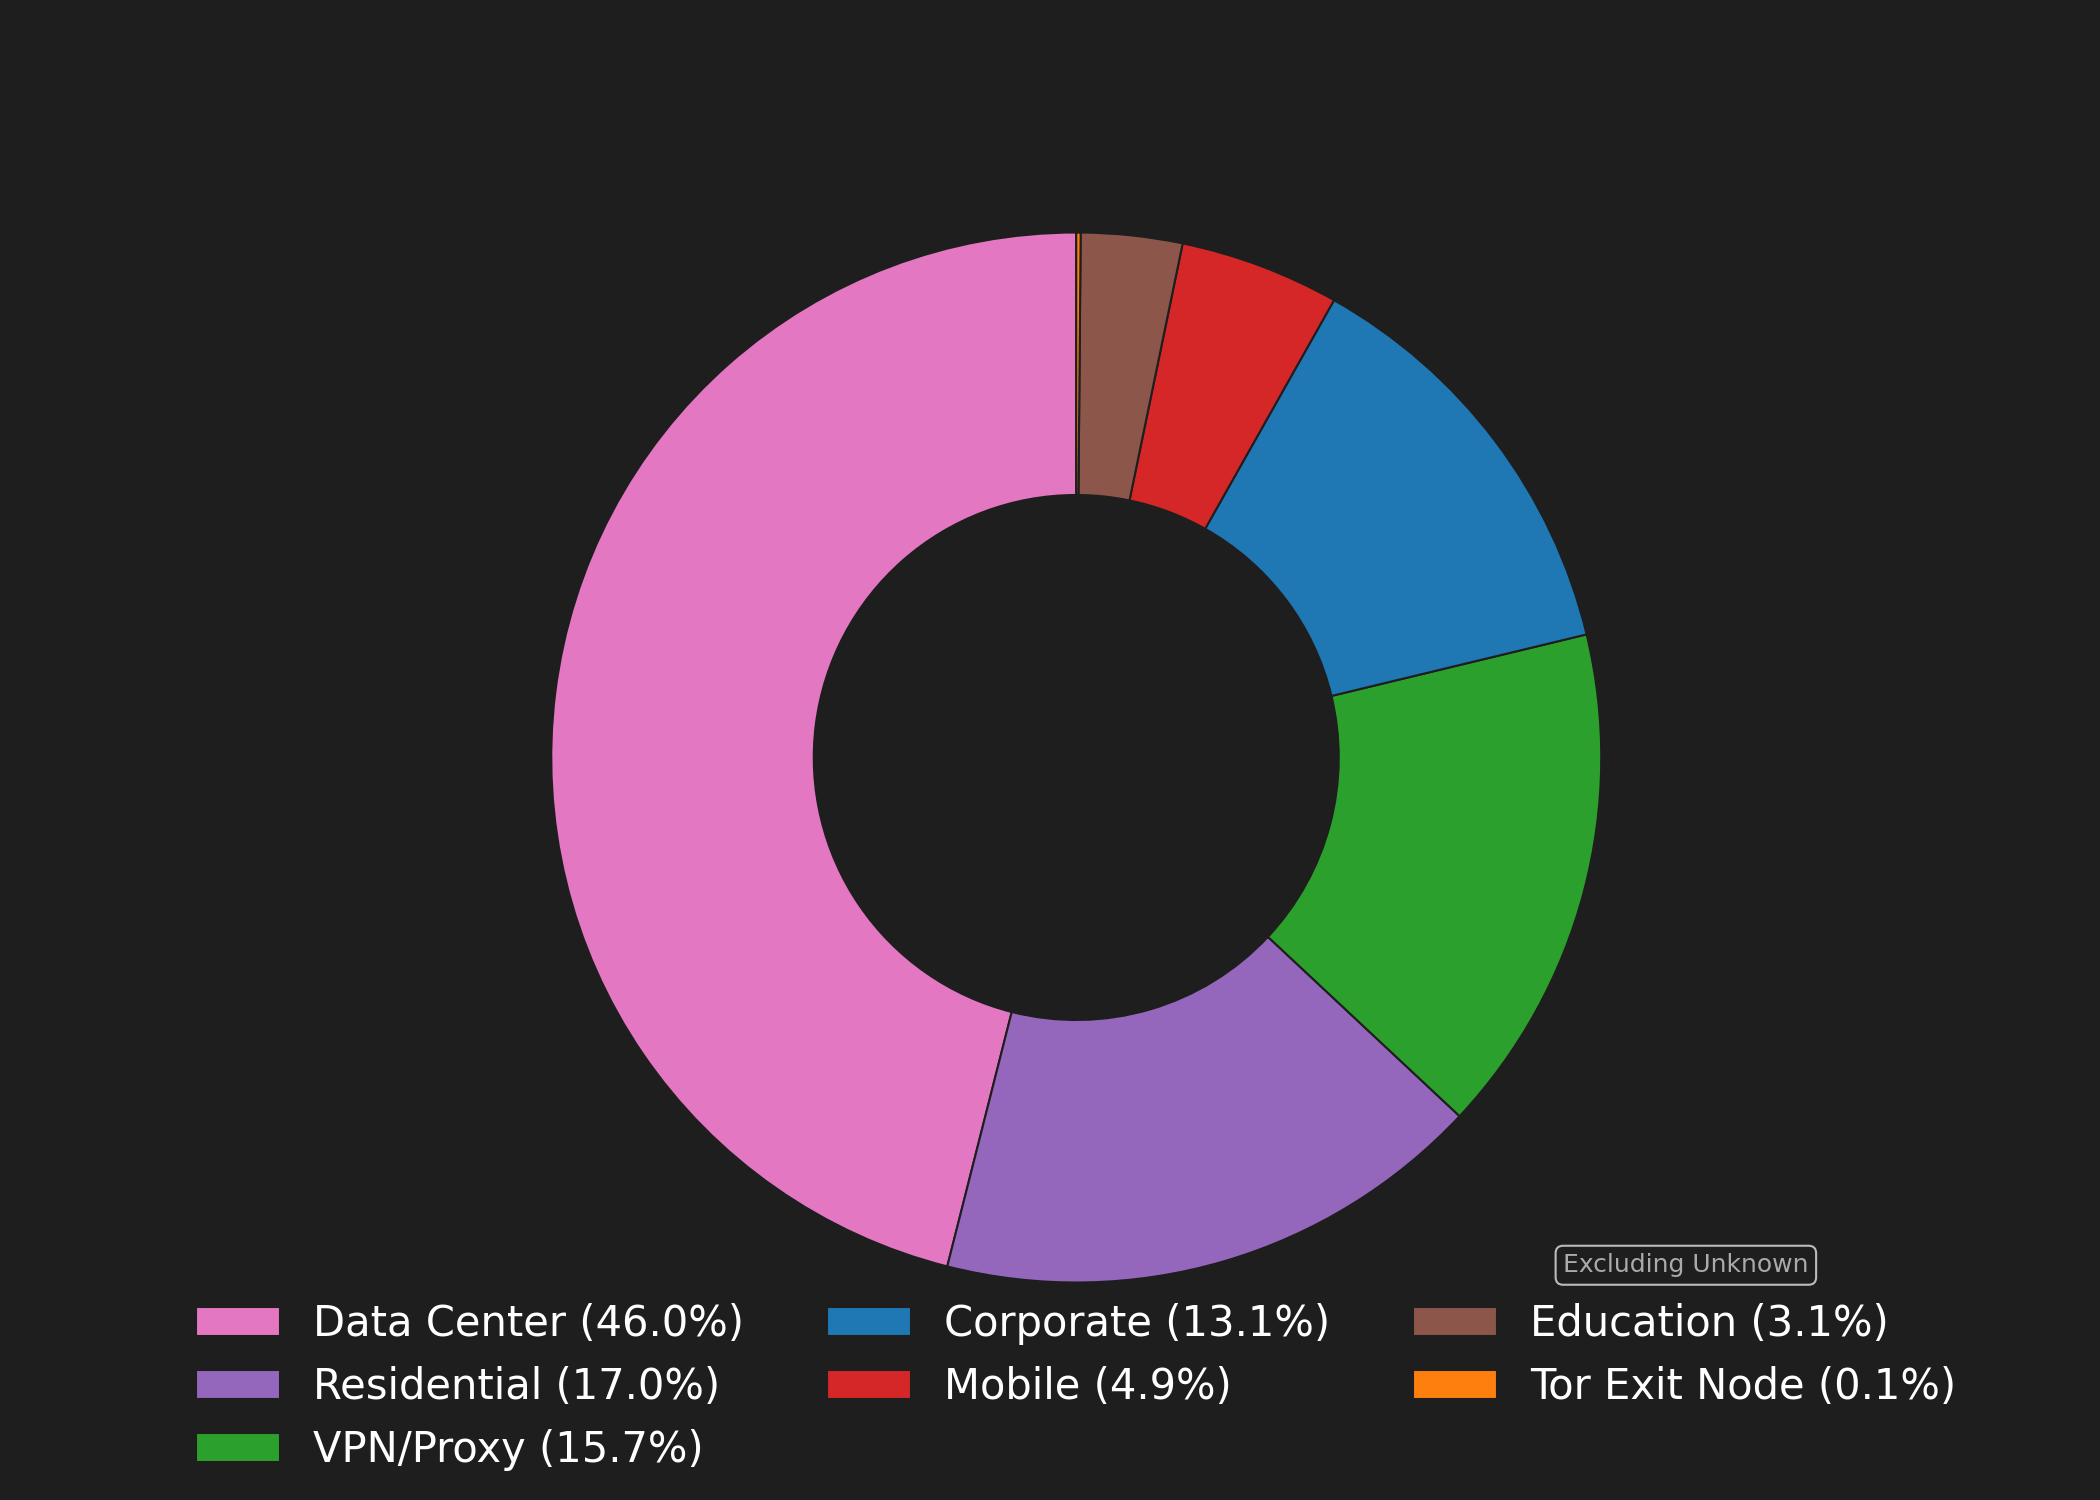 Excluding Unknown
Data Center (46.0%)
Residential (17.0%)
VPN/Proxy (15.7%)
Corporate (13.1%)
Mobile (4.9%)
Education (3.1%)
Tor Exit Node (0.1%)